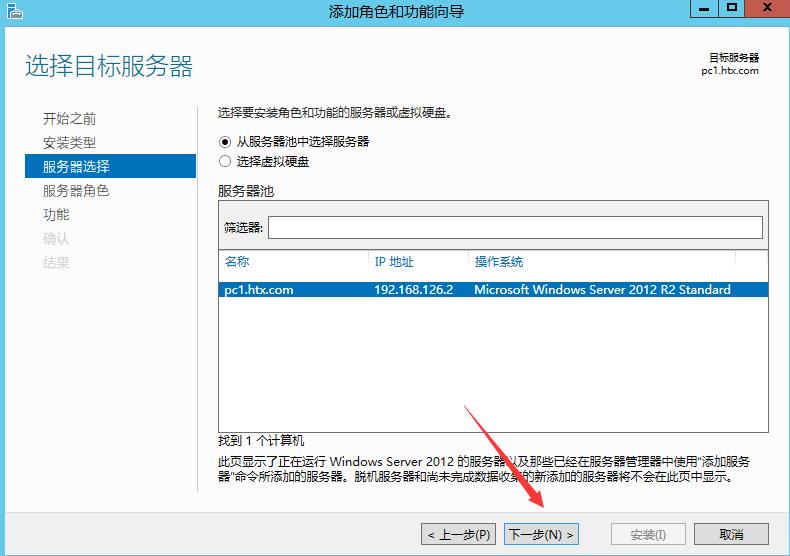 添加角色和功能向导
选择目标服务器
目标服务器
pc1.htx.com
开始之前
安装类型
服务器选择
服务器角色
功能
确认
结果
选择要安装角色和功能的服务器或虚拟硬盘。
从服务器池中选择服务器
选择虚拟硬盘
服务器池
筛选器:
名称 IP 地址 操作系统
pc1.htx.com 192.168.126.2 Microsoft Windows Server 2012 R2 Standard
找到 1 个计算机
此页显示了正在运行 Windows Server 2012 的服务器以及那些已经在服务器管理器中使用"添加服务
器"命令所添加的服务器。脱机服务器和尚未完成数据收集的新添加的服务器将不会在此页中显示。
< 上一步(P) 下一步(N) > 安装(I) 取消